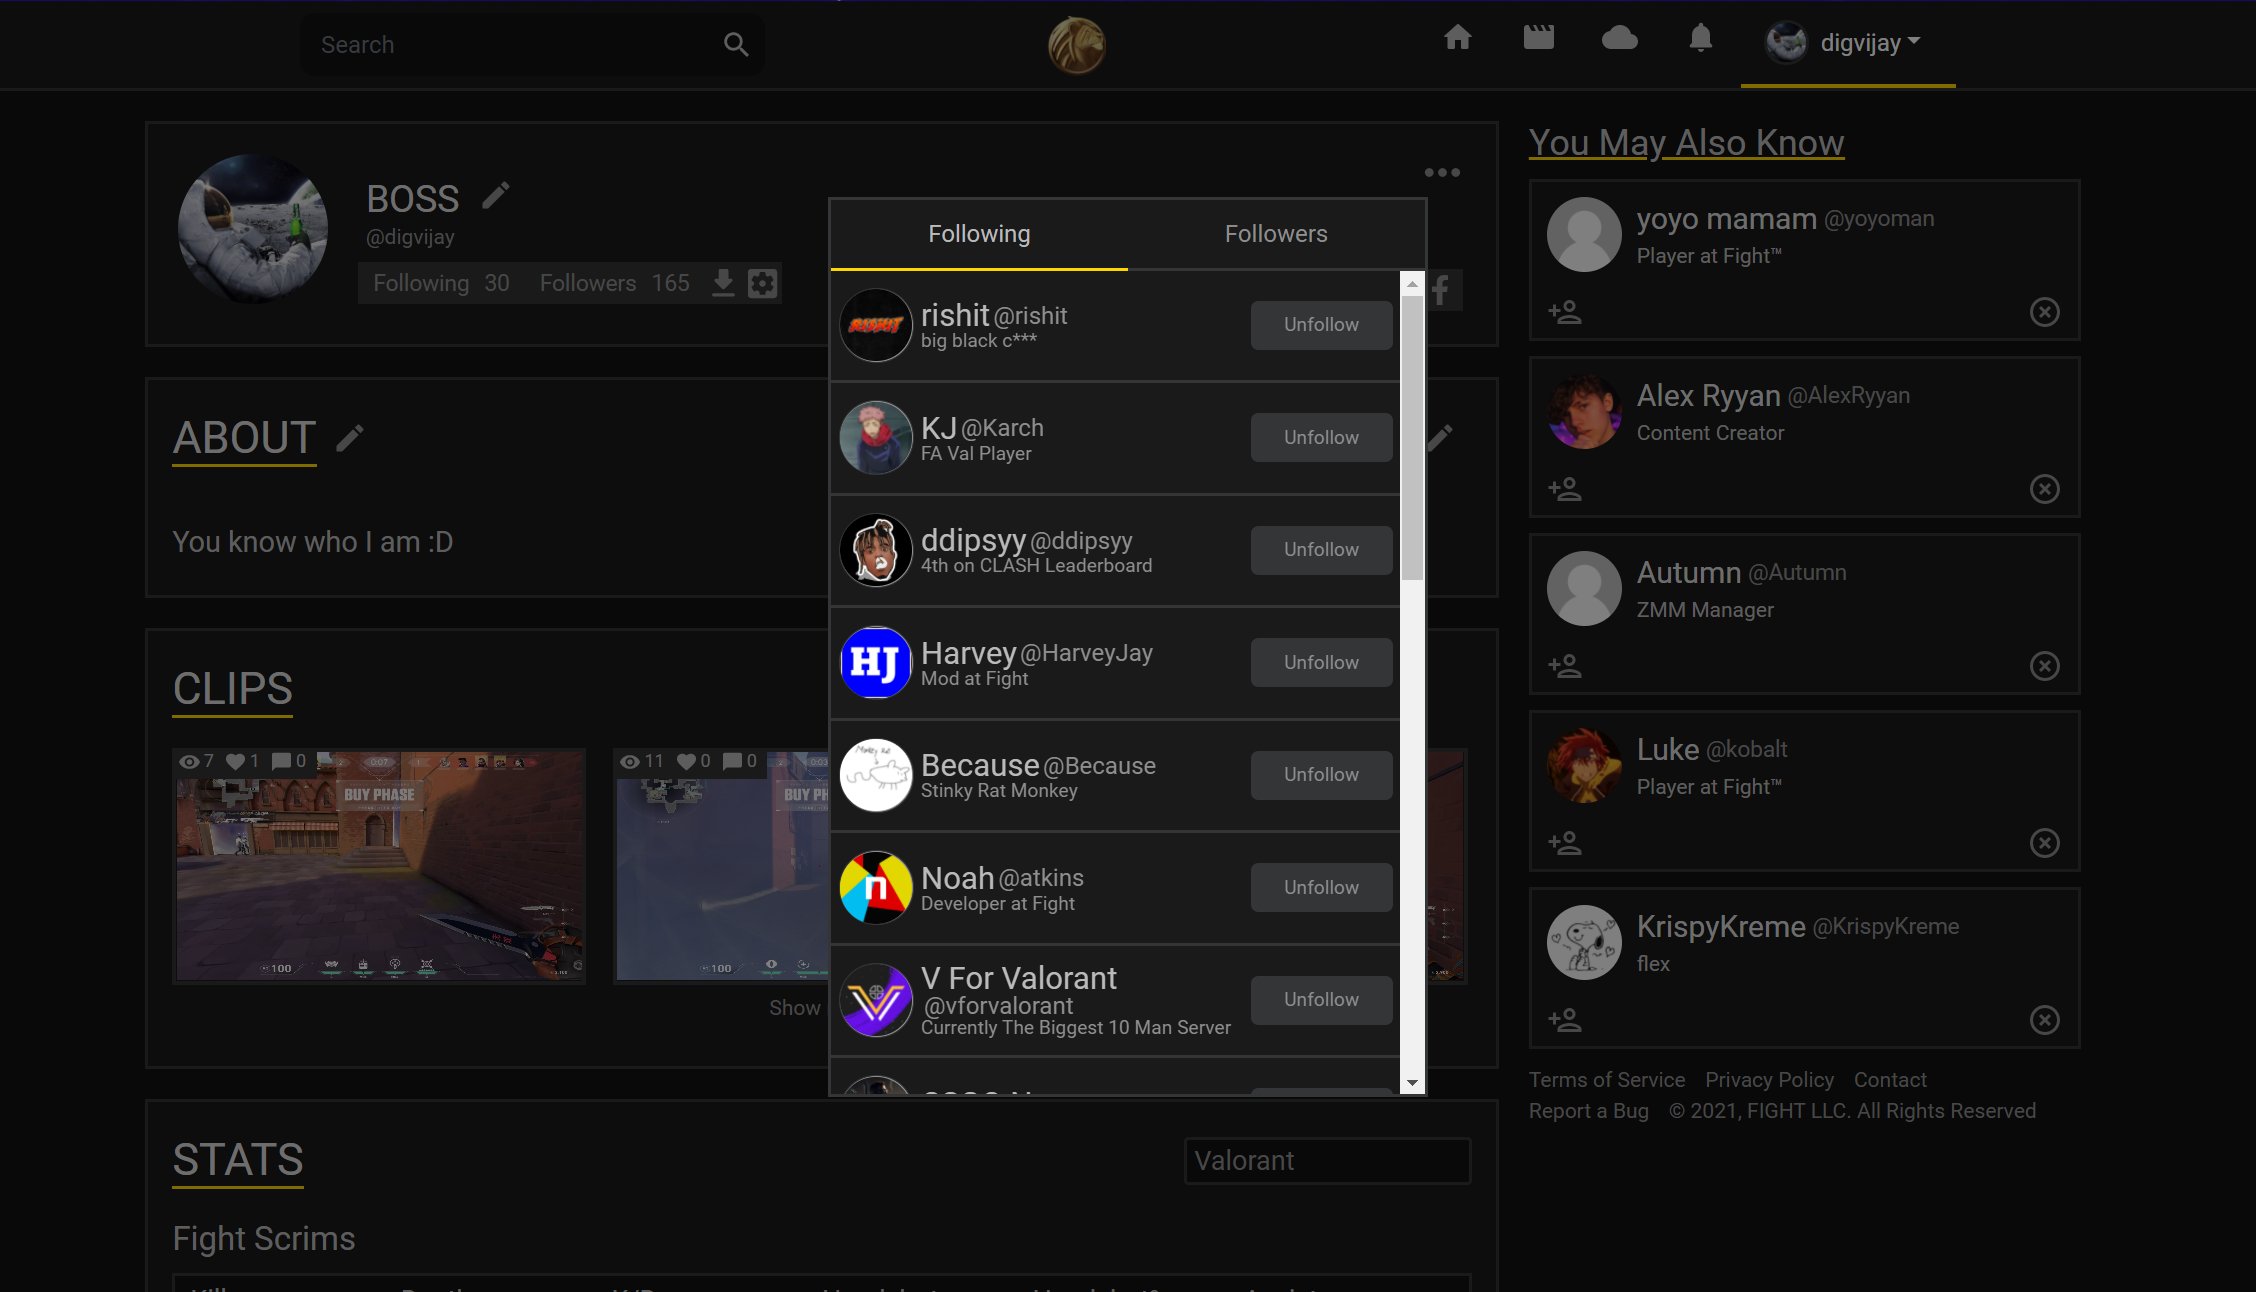 Search
digvijay
BOSS
@digvijay
Following 30 Followers 165
ABOUT
You know who I am :D
CLIPS
7 1 0
0:07
BUY PHASE
100
11 0 0
0:03
BUY PH
100
Show
STATS
Valorant
Fight Scrims
Following
Followers
rishit @rishit
big black c***
Unfollow
KJ @Karch
FA Val Player
Unfollow
ddipsyy @ddipsyy
4th on CLASH Leaderboard
Unfollow
HJ
Harvey @HarveyJay
Mod at Fight
Unfollow
Because @Because
Stinky Rat Monkey
Unfollow
n
Noah @atkins
Developer at Fight
Unfollow
V For Valorant
@vforvalorant
Currently The Biggest 10 Man Server
Unfollow
You May Also Know
yoyo mamam @yoyoman
Player at Fight™
Alex Ryyan @AlexRyyan
Content Creator
Autumn @Autumn
ZMM Manager
Luke @kobalt
Player at Fight™
KrispyKreme @KrispyKreme
flex
Terms of Service Privacy Policy Contact
Report a Bug © 2021, FIGHT LLC. All Rights Reserved